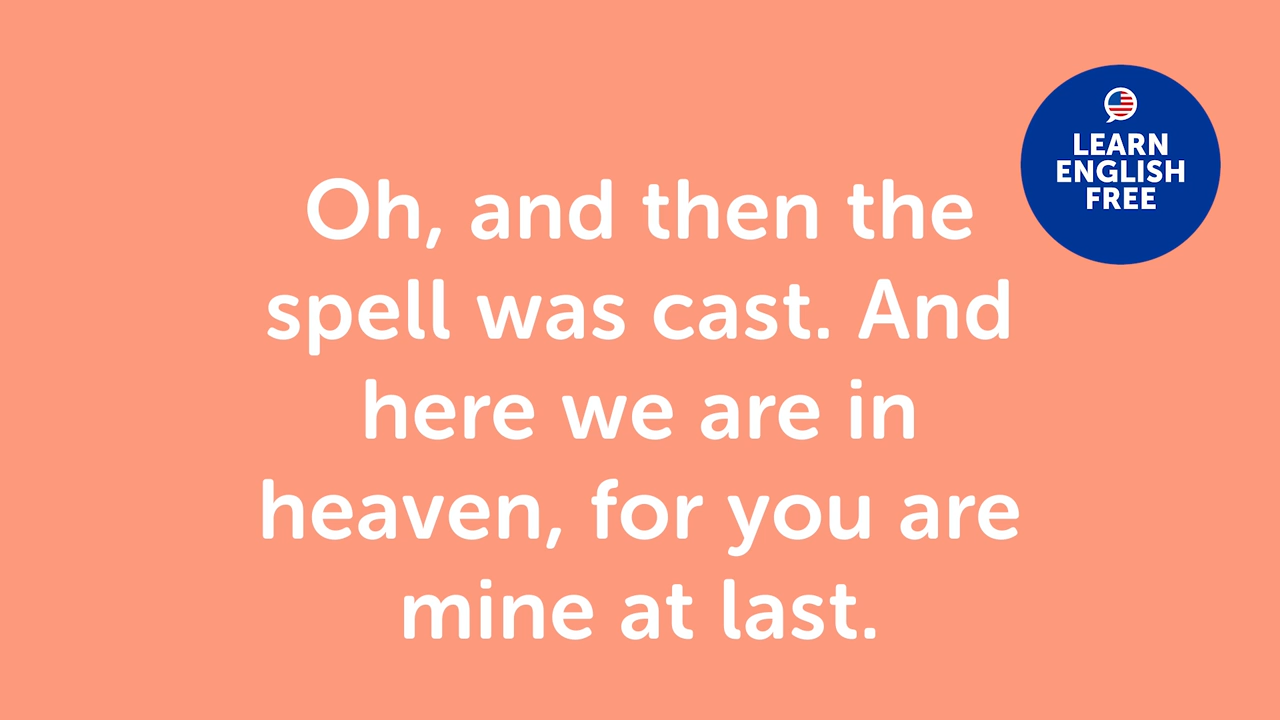 Oh, and then the
spell was cast. And
here we are in
heaven, for you are
mine at last.
LEARN
ENGLISH
FREE